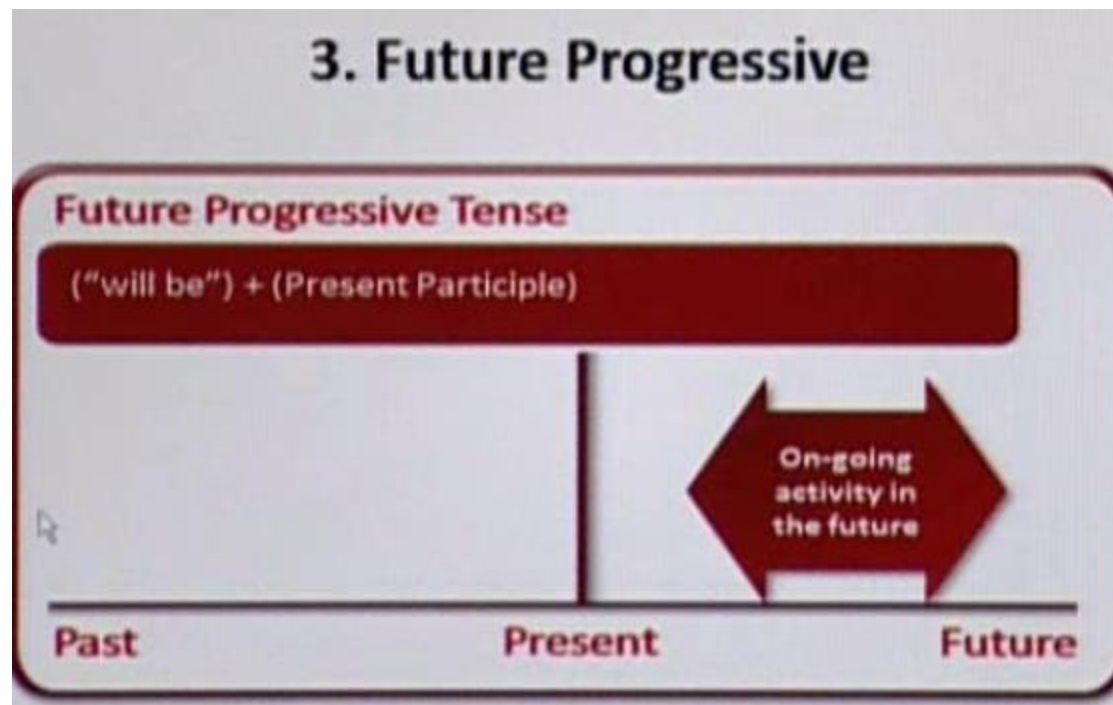 3. Future Progressive
Future Progressive Tense
("will be") + (Present Participle)
On-going
activity in
the future
Past
Present
Future